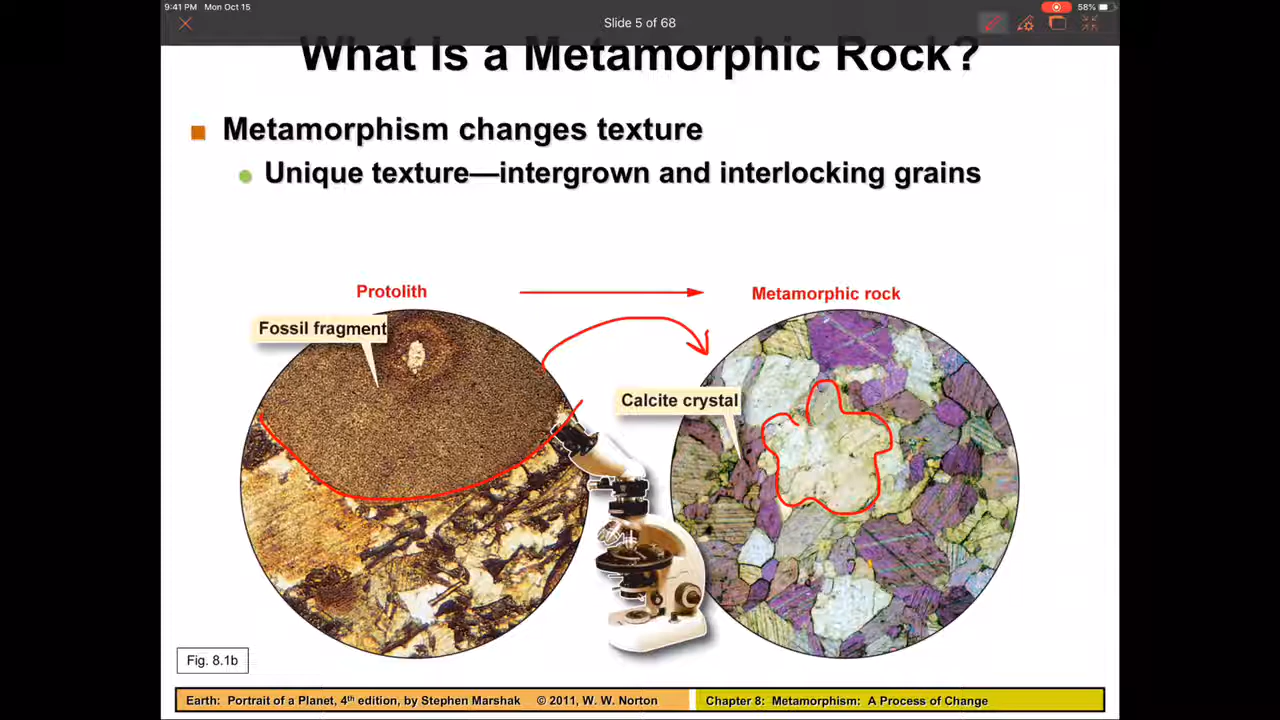 9:41 PM Mon Oct 15
58%
Slide 5 of 68
What Is a Metamorphic Rock?
Metamorphism changes texture
Unique texture—intergrown and interlocking grains
Protolith
Metamorphic rock
Fossil fragment
Calcite crystal
Fig. 8.1b
Earth: Portrait of a Planet, 4th edition, by Stephen Marshak © 2011, W. W. Norton
Chapter 8: Metamorphism: A Process of Change